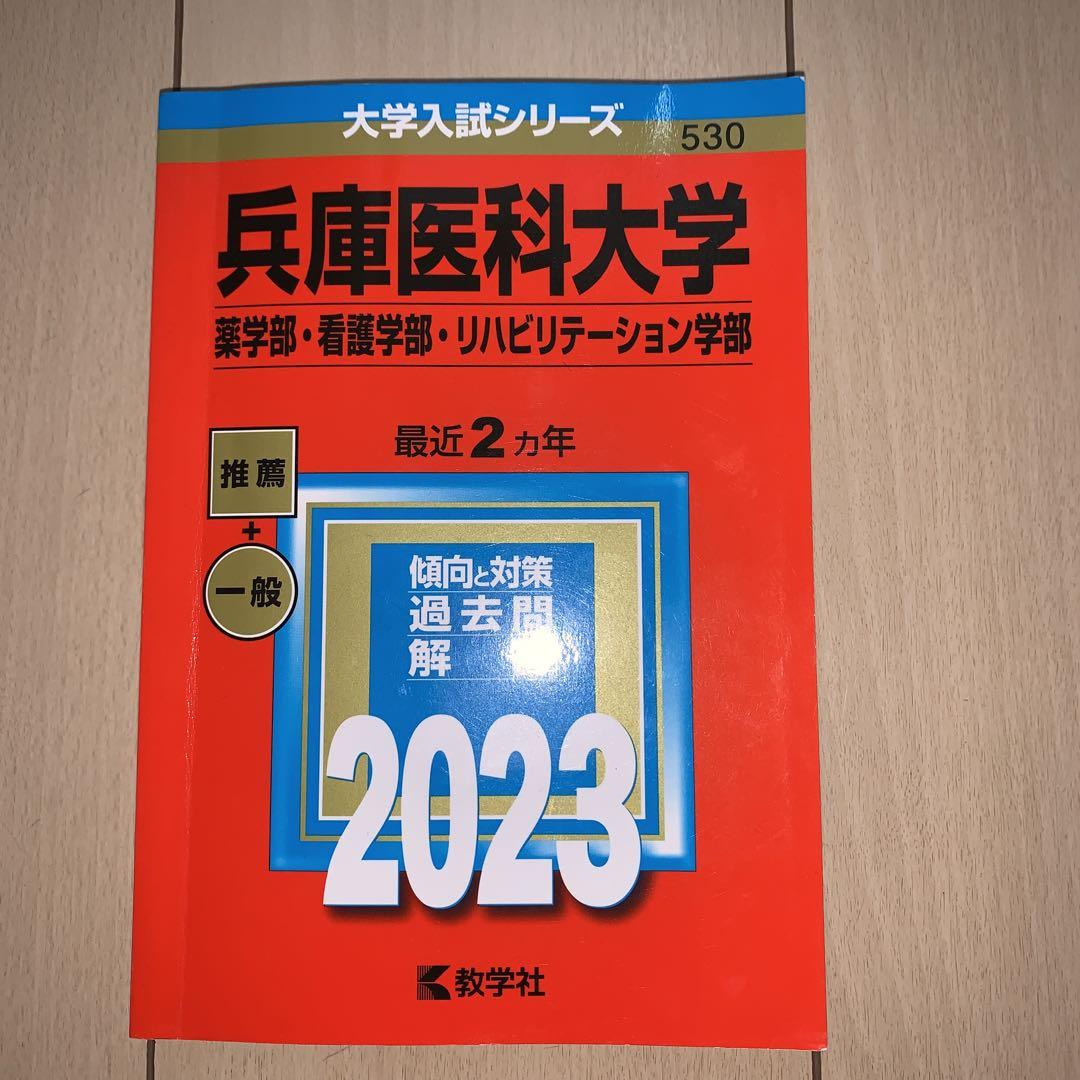 大学入試シリーズ
530
兵庫医科大学
薬学部・看護学部・リハビリテーション学部
最近2カ年
推薦
+
一般
傾向と対策
過去問
解
2023
教学社